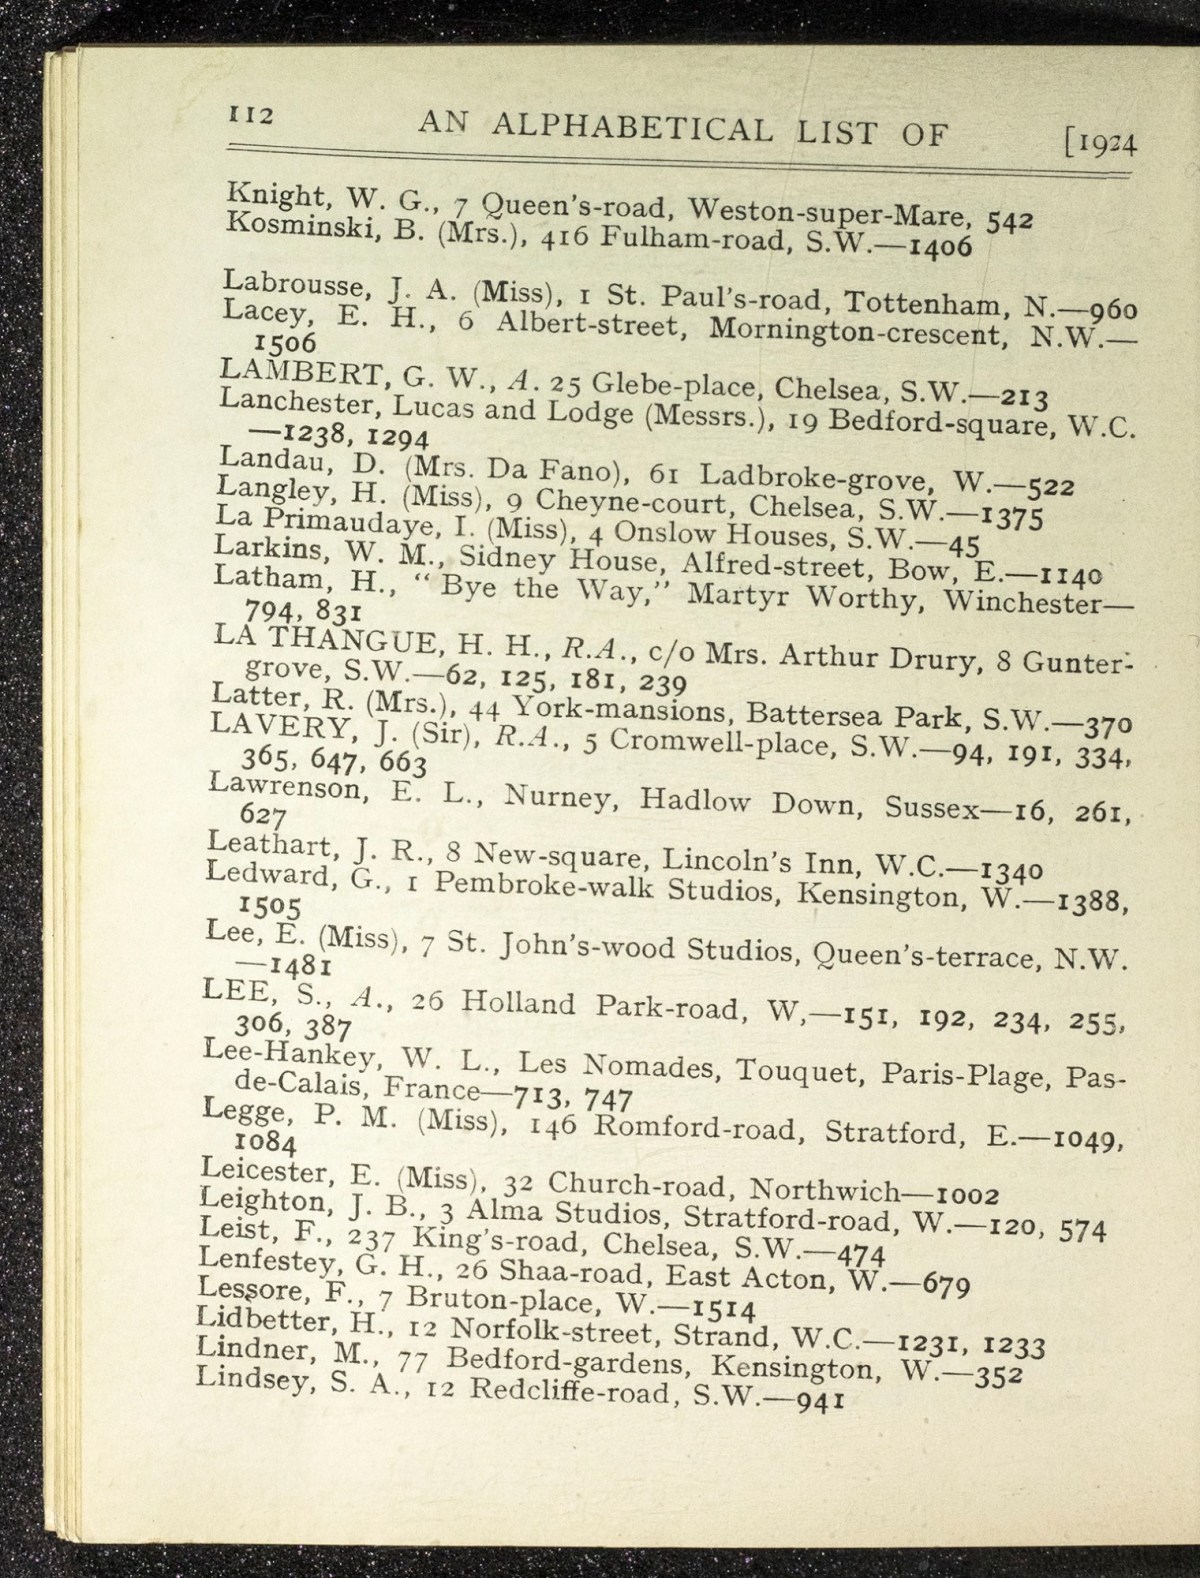 112 AN ALPHABETICAL LIST OF [1924
Knight, W. G., 7 Queen's-road, Weston-super-Mare, 542
Kosminski, B. (Mrs.), 416 Fulham-road, S.W.—1406
Labrousse, J. A. (Miss), 1 St. Paul's-road, Tottenham, N.—960
Lacey, E. H., 6 Albert-street, Mornington-crescent, N.W.—
1506
LAMBERT, G. W., A. 25 Glebe-place, Chelsea, S.W.—213
Lanchester, Lucas and Lodge (Messrs.), 19 Bedford-square, W.C.
—1238, 1294
Landau, D. (Mrs. Da Fano), 61 Ladbroke-grove, W.—522
Langley, H. (Miss), 9 Cheyne-court, Chelsea, S.W.—1375
La Primaudaye, I. (Miss), 4 Onslow Houses, S.W.—45
Larkins, W. M., Sidney House, Alfred-street, Bow, E.—1140
Latham, H., "Bye the Way," Martyr Worthy, Winchester—
794, 831
LA THANGUE, H. H., R.A., c/o Mrs. Arthur Drury, 8 Gunter-
grove, S.W.—62, 125, 181, 239
Latter, R. (Mrs.), 44 York-mansions, Battersea Park, S.W.—370
LAVERY, J. (Sir), R.A., 5 Cromwell-place, S.W.—94, 191, 334,
365, 647, 663
Lawrenson, E. L., Nurney, Hadlow Down, Sussex—16, 261,
627
Leathart, J. R., 8 New-square, Lincoln's Inn, W.C.—1340
Ledward, G., 1 Pembroke-walk Studios, Kensington, W.—1388,
1505
Lee, E. (Miss), 7 St. John's-wood Studios, Queen's-terrace, N.W.
—1481
LEE, S., A., 26 Holland Park-road, W,—151, 192, 234, 255,
306, 387
Lee-Hankey, W. L., Les Nomades, Touquet, Paris-Plage, Pas-
de-Calais, France—713, 747
Legge, P. M. (Miss), 146 Romford-road, Stratford, E.—1049,
1084
Leicester, E. (Miss), 32 Church-road, Northwich—1002
Leighton, J. B., 3 Alma Studios, Stratford-road, W.—120, 574
Leist, F., 237 King's-road, Chelsea, S.W.—474
Lenfestey, G. H., 26 Shaa-road, East Acton, W.—679
Lessore, F., 7 Bruton-place, W.—1514
Lidbetter, H., 12 Norfolk-street, Strand, W.C.—1231, 1233
Lindner, M., 77 Bedford-gardens, Kensington, W.—352
Lindsey, S. A., 12 Redcliffe-road, S.W.—941